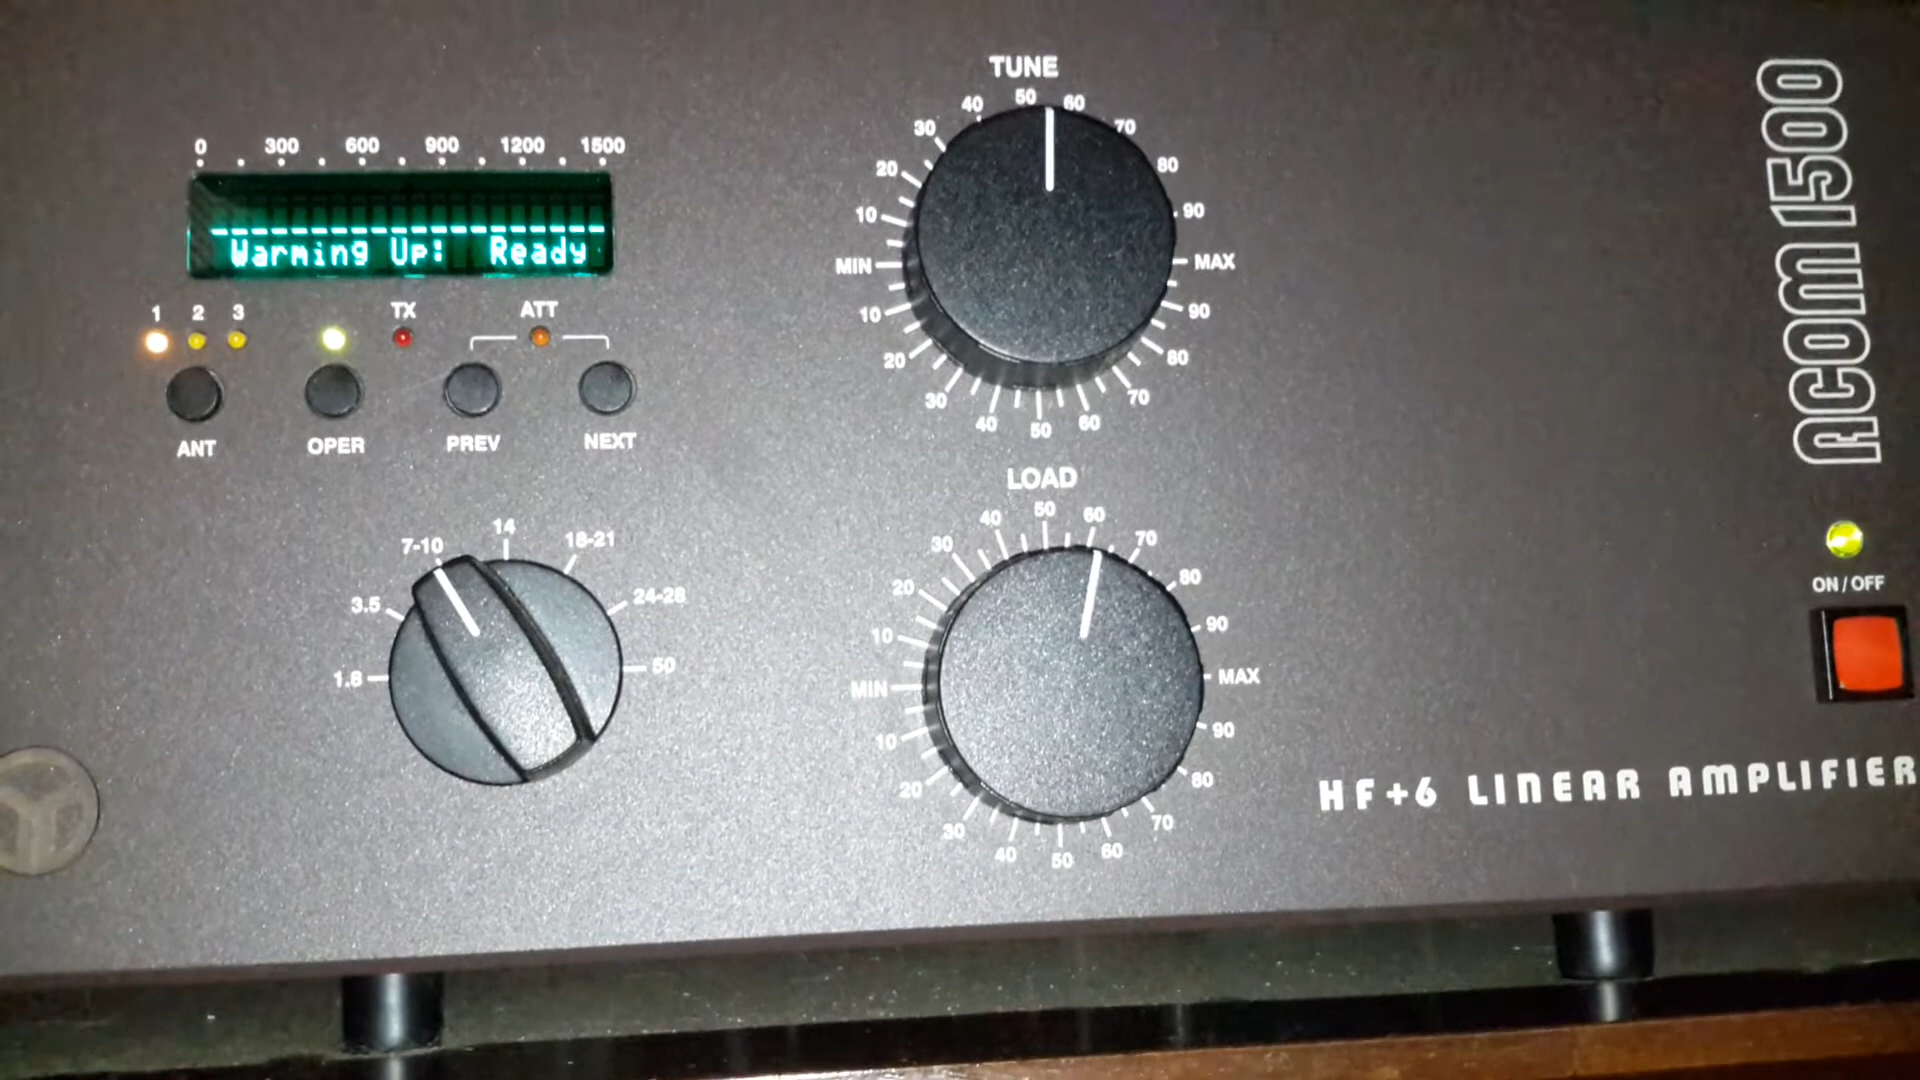 0 300 600 900 1200 1500
Warming Up: Ready
1 2 3 TX ATT
ANT OPER PREV NEXT
TUNE
MIN 10 20 30 40 50 60 70 80 90 MAX
10 20 30 40 50 60 70 80 90
1.8 3.5 7-10 14 18-21 24-28 50
LOAD
MIN 10 20 30 40 50 60 70 80 90 MAX
10 20 30 40 50 60 70 80 90
ACOM 1500
ON/OFF
HF+6 LINEAR AMPLIFIER